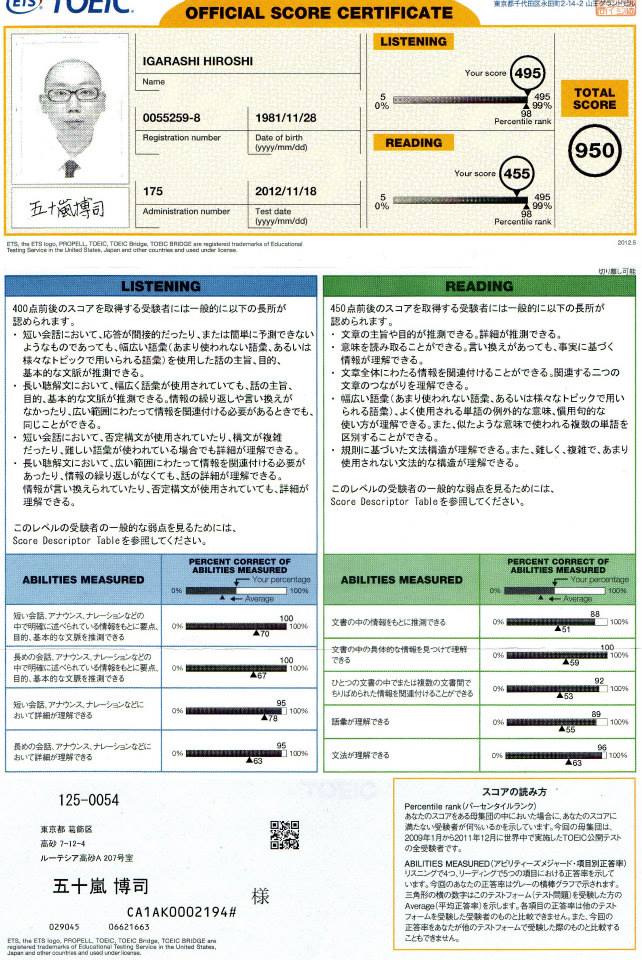 ETS TOEIC
東京都千代田区永田町2-14-2 山王グランドビル
OFFICIAL SCORE CERTIFICATE
IGARASHI HIROSHI
Name
0055259-8
Registration number
1981/11/28
Date of birth
(yyyy/mm/dd)
五十嵐博司
175
Administration number
2012/11/18
Test date
(yyyy/mm/dd)
LISTENING
Your score 495
5 495
0% 99%
98
Percentile rank
READING
Your score 455
5 495
0% 99%
98
Percentile rank
TOTAL
SCORE
950
ETS, the ETS logo, PROPELL, TOEIC, TOEIC Bridge, TOEIC BRIDGE are registered trademarks of Educational
Testing Service in the United States, Japan and other countries and used under license.
2012.5
切り離し可能
LISTENING
400点前後のスコアを取得する受験者には一般的に以下の長所が
認められます。
・ 短い会話において、応答が間接的だったり、または簡単に予測できない
ようなものであっても、幅広い語彙(あまり使われない語彙、あるいは
様々なトピックで用いられる語彙)を使用した話の主旨、目的、
基本的な文脈が推測できる。
・ 長い聴解文において、幅広く語彙が使用されていても、話の主旨、
目的、基本的な文脈が推測できる。情報の繰り返しや言い換えが
なかったり、広い範囲にわたって情報を関連付ける必要があるときでも、
同じことができる。
・ 短い会話において、否定構文が使用されていたり、構文が複雑
だったり、難しい語彙が使われている場合でも詳細が理解できる。
・ 長い聴解文において、広い範囲にわたって情報を関連付ける必要が
あったり、情報の繰り返しがなくても、話の詳細が理解できる。
情報が言い換えられていたり、否定構文が使用されていても、詳細が
理解できる。
このレベルの受験者の一般的な弱点を見るためには、
Score Descriptor Tableを参照してください。
READING
450点前後のスコアを取得する受験者には一般的に以下の長所が
認められます。
・ 文章の主旨や目的が推測できる。詳細が推測できる。
・ 意味を読み取ることができる。言い換えがあっても、事実に基づく
情報が理解できる。
・ 文章全体にわたる情報を関連付けることができる。関連する二つの
文章のつながりを理解できる。
・ 幅広い語彙(あまり使われない語彙、あるいは様々なトピックで用い
られる語彙)、よく使用される単語の例外的な意味、慣用句的な
使い方が理解できる。また、似たような意味で使われる複数の単語を
区別することができる。
・ 規則に基づいた文法構造が理解できる。また、難しく、複雑で、あまり
使用されない文法的な構造が理解できる。
このレベルの受験者の一般的な弱点を見るためには、
Score Descriptor Tableを参照してください。
ABILITIES MEASURED
PERCENT CORRECT OF
ABILITIES MEASURED
Your percentage
0% 100%
Average
短い会話、アナウンス、ナレーションなどの
中で明確に述べられている情報をもとに要点、
目的、基本的な文脈を推測できる
0% 100 100%
70
長めの会話、アナウンス、ナレーションなどの
中で明確に述べられている情報をもとに要点、
目的、基本的な文脈を推測できる
0% 100 100%
67
短い会話、アナウンス、ナレーションなどに
おいて詳細が理解できる
0% 95 100%
78
長めの会話、アナウンス、ナレーションなどに
おいて詳細が理解できる
0% 95 100%
63
ABILITIES MEASURED
PERCENT CORRECT OF
ABILITIES MEASURED
Your percentage
0% 100%
Average
文書の中の情報をもとに推測できる
0% 88 100%
51
文書の中の具体的な情報を見つけて理解
できる
0% 100 100%
59
ひとつの文書の中でまたは複数の文書間で
ちりばめられた情報を関連付けることができる
0% 92 100%
53
語彙が理解できる
0% 89 100%
55
文法が理解できる
0% 96 100%
63
125-0054
東京都 葛飾区
高砂 7-12-4
ルーテシア高砂A 207号室
五十嵐 博司
様
CA1AK0002194#
029045 06621663
ETS, the ETS logo, PROPELL, TOEIC, TOEIC Bridge, TOEIC BRIDGE are
registered trademarks of Educational Testing Service in the United States,
Japan and other countries and used under license.
スコアの読み方
Percentile rank(パーセンタイルランク)
あなたのスコアをある母集団の中においた場合に、あなたのスコアに
満たない受験者が何%いるかを示しています。今回の母集団は、
2009年1月から2011年12月に世界中で実施したTOEIC公開テスト
の全受験者です。
ABILITIES MEASURED(アビリティーズメジャード・項目別正答率)
リスニングで4つ、リーディングで5つの項目における正答率を示して
います。今回のあなたの正答率はグレーの横棒グラフで示されます。
三角形の横の数字はこのテストフォーム(テスト問題)を受験した方の
Average(平均正答率)を示します。各項目の正答率は他のテスト
フォームを受験した受験者のものと比較できません。また、今回の
正答率をあなたが他のテストフォームで受験した際のものと比較する
こともできません。